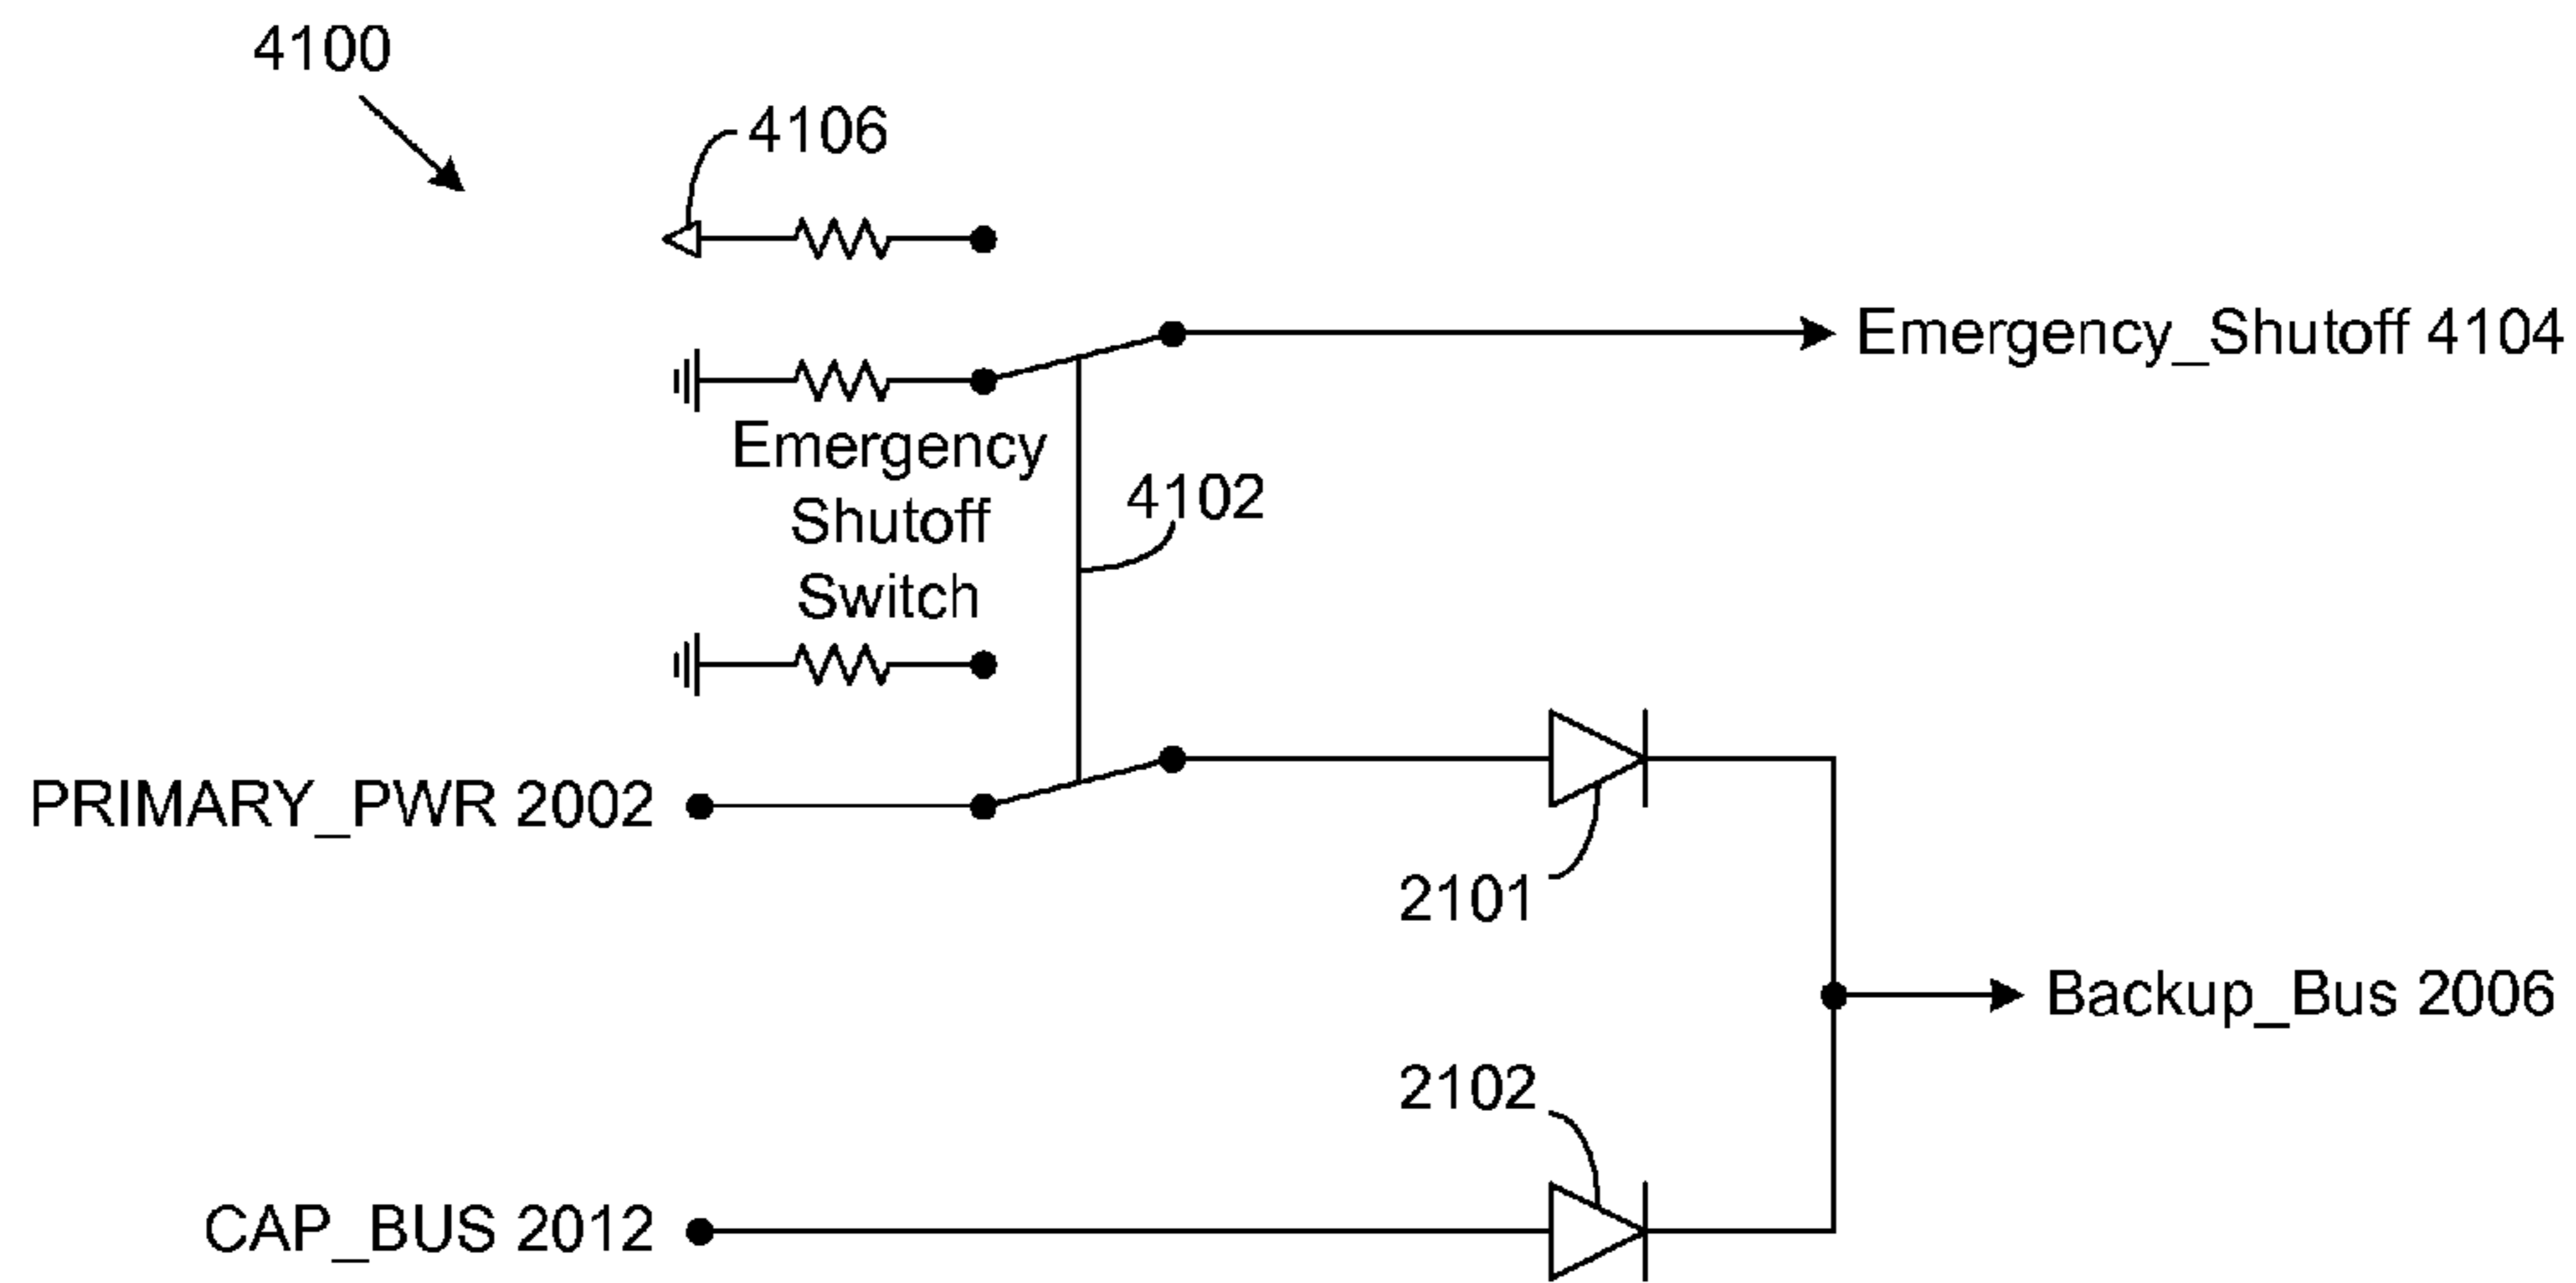 4100
4106
Emergency_Shutoff 4104
Emergency
Shutoff
Switch
4102
PRIMARY_PWR 2002
2101
Backup_Bus 2006
2102
CAP_BUS 2012